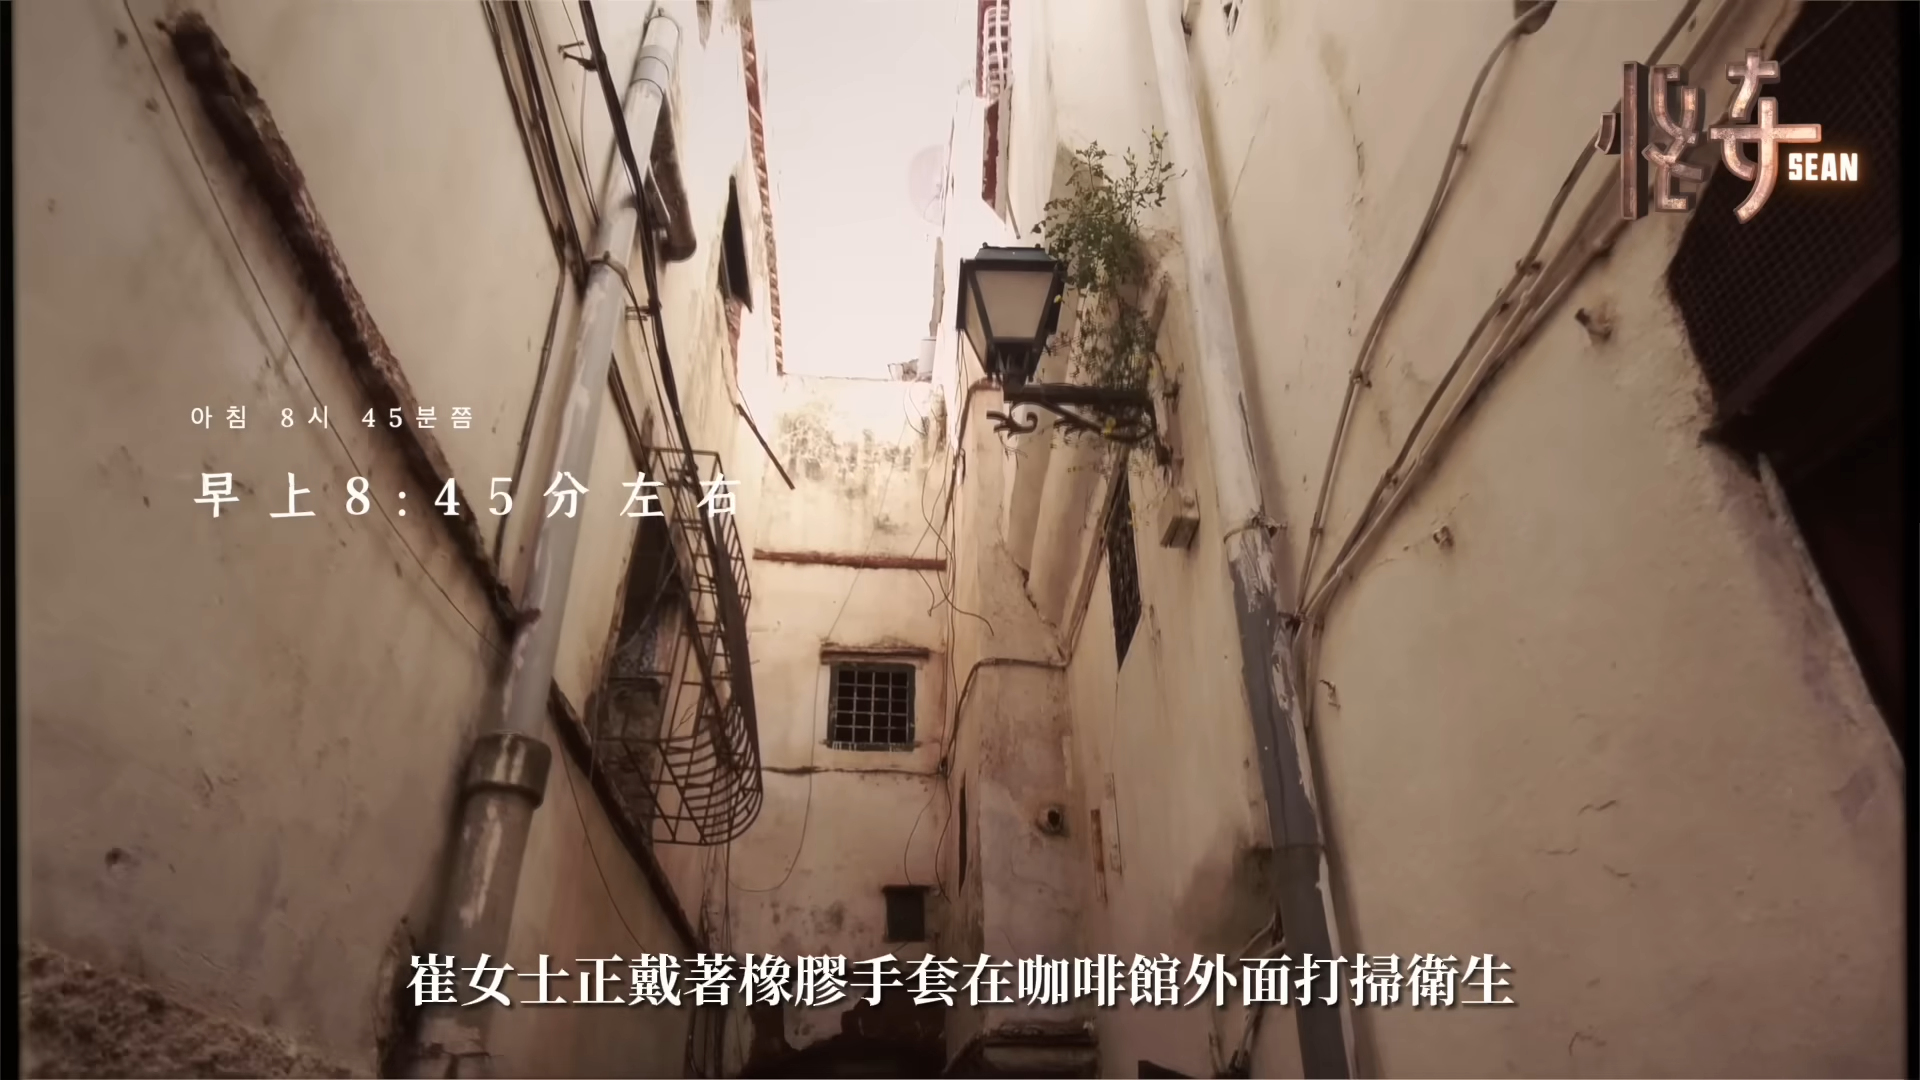 怪女
SEAN
아침 8시 45분쯤
早上8:45分左右
崔女士正戴著橡膠手套在咖啡館外面打掃衛生